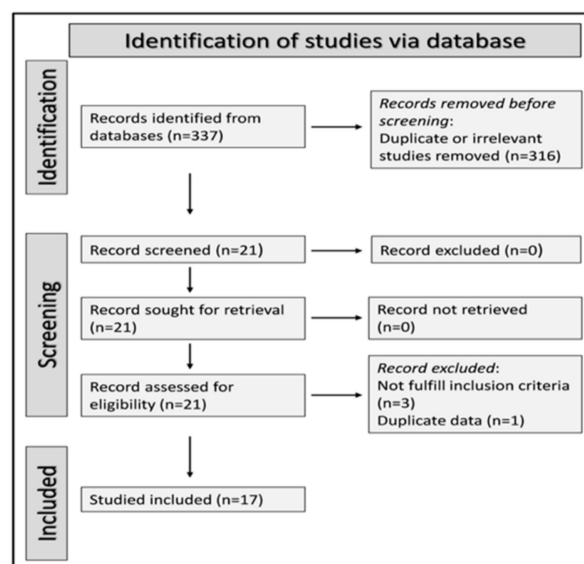 Identification of studies via database
Identification
Records identified from
databases (n=337)
Records removed before
screening:
Duplicate or irrelevant
studies removed (n=316)
Screening
Record screened (n=21)
Record excluded (n=0)
Record sought for retrieval
(n=21)
Record not retrieved
(n=0)
Record assessed for
eligibility (n=21)
Record excluded:
Not fulfill inclusion criteria
(n=3)
Duplicate data (n=1)
Included
Studied included (n=17)